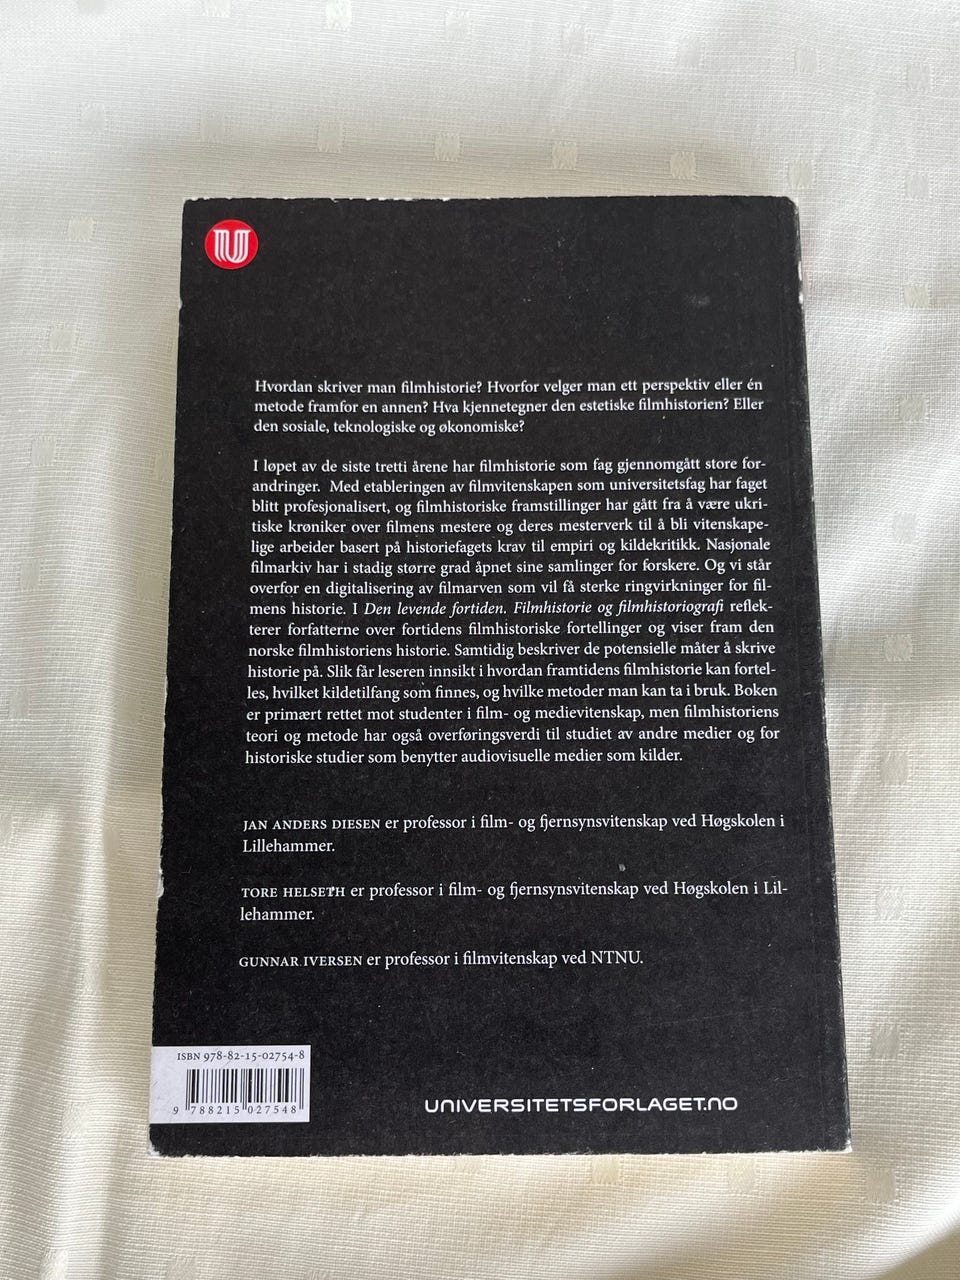 U
Hvordan skriver man filmhistorie? Hvorfor velger man ett perspektiv eller én
metode framfor en annen? Hva kjennetegner den estetiske filmhistorien? Eller
den sosiale, teknologiske og økonomiske?
I løpet av de siste tretti årene har filmhistorie som fag gjennomgått store for-
andringer. Med etableringen av filmvitenskapen som universitetsfag har faget
blitt profesjonalisert, og filmhistoriske framstillinger har gått fra å være ukri-
tiske krøniker over filmens mestere og deres mesterverk til å bli vitenskape-
lige arbeider basert på historiefagets krav til empiri og kildekritikk. Nasjonale
filmarkiv har i stadig større grad åpnet sine samlinger for forskere. Og vi står
overfor en digitalisering av filmarven som vil få sterke ringvirkninger for fil-
mens historie. I Den levende fortiden. Filmhistorie og filmhistoriografi reflek-
terer forfatterne over fortidens filmhistoriske fortellinger og viser fram den
norske filmhistoriens historie. Samtidig beskriver de potensielle måter å skrive
historie på. Slik får leseren innsikt i hvordan framtidens filmhistorie kan fortel-
les, hvilket kildetilfang som finnes, og hvilke metoder man kan ta i bruk. Boken
er primært rettet mot studenter i film- og medievitenskap, men filmhistoriens
teori og metode har også overføringsverdi til studiet av andre medier og for
historiske studier som benytter audiovisuelle medier som kilder.
JAN ANDERS DIESEN er professor i film- og fjernsynsvitenskap ved Høgskolen i
Lillehammer.
TORE HELSETH er professor i film- og fjernsynsvitenskap ved Høgskolen i Lil-
lehammer.
GUNNAR IVERSEN er professor i filmvitenskap ved NTNU.
ISBN 978-82-15-02754-8
9 788215 027548
UNIVERSITETSFORLAGET.NO